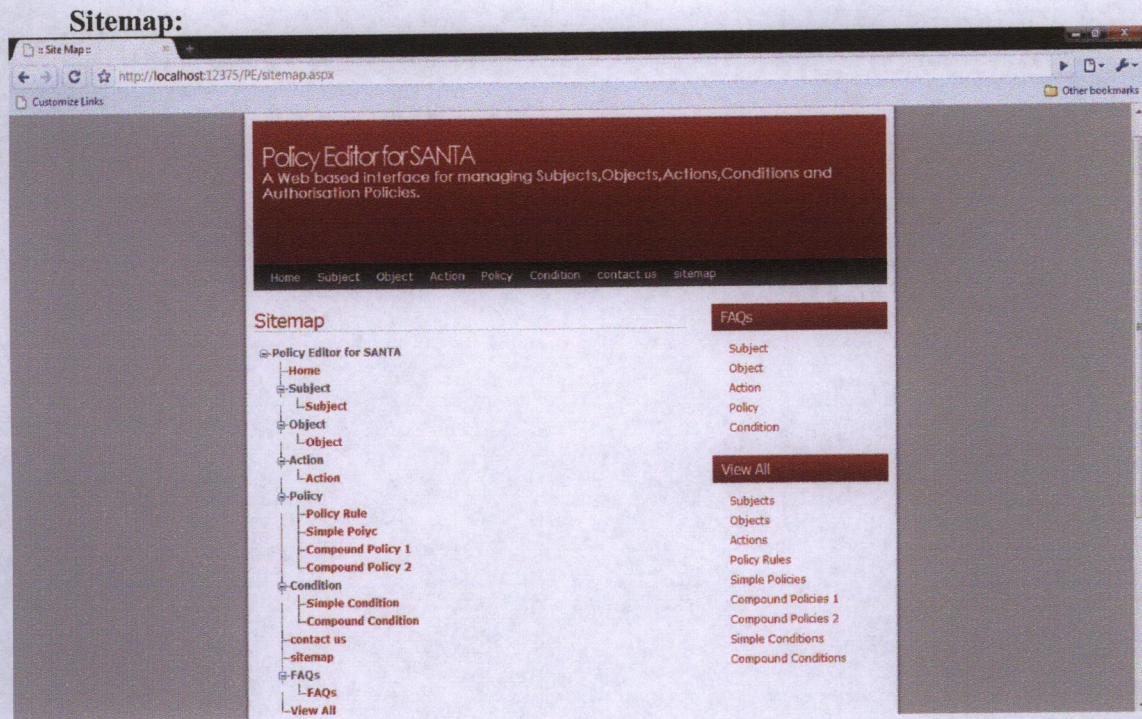 Sitemap:
:: Site Map ::
http://localhost:12375/PE/sitemap.aspx
Customize Links
Other bookmarks
Policy Editor for SANTA
A Web based interface for managing Subjects,Objects,Actions,Conditions and
Authorisation Policies.
Home Subject Object Action Policy Condition contact us sitemap
Sitemap
Policy Editor for SANTA
Home
Subject
Subject
Object
Object
Action
Action
Policy
Policy Rule
Simple Polyc
Compound Policy 1
Compound Policy 2
Condition
Simple Condition
Compound Condition
contact us
sitemap
FAQs
FAQs
View All
FAQs
Subject
Object
Action
Policy
Condition
View All
Subjects
Objects
Actions
Policy Rules
Simple Policies
Compound Policies 1
Compound Policies 2
Simple Conditions
Compound Conditions